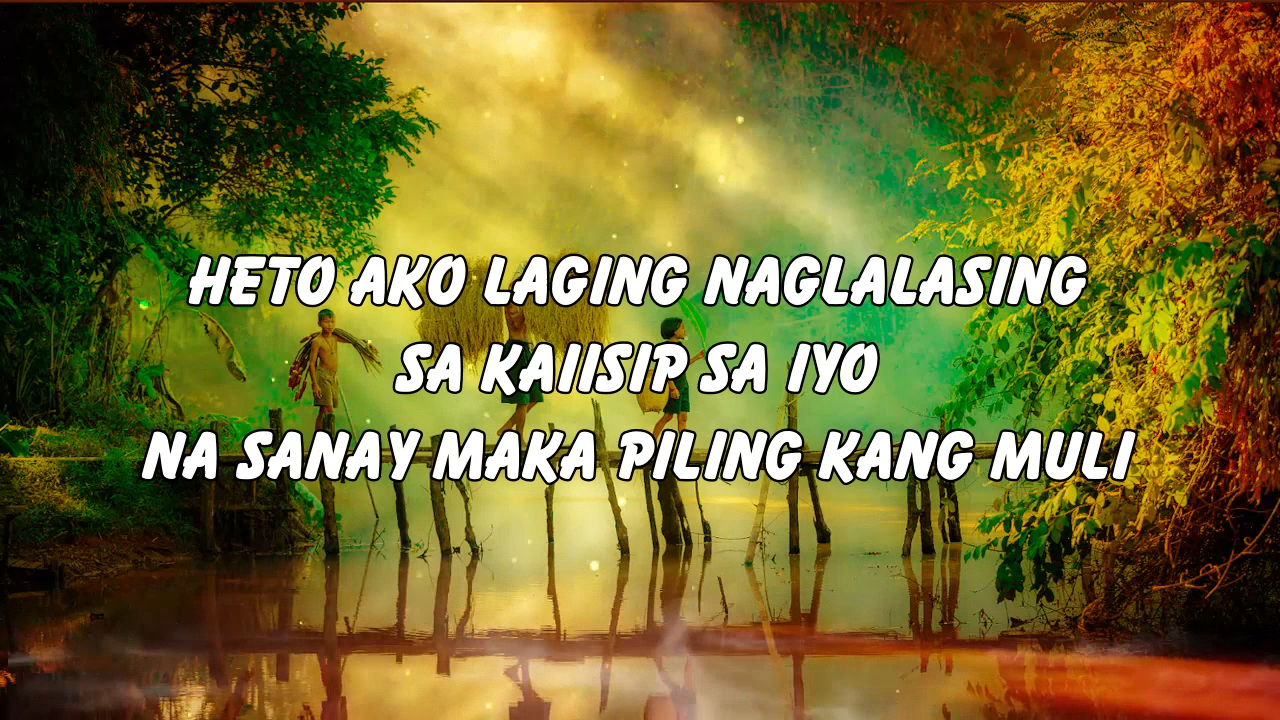 HETO AKO LAGING NAGLALASING
SA KAIISIP SA IYO
NA SANAY MAKA PILING KANG MULI